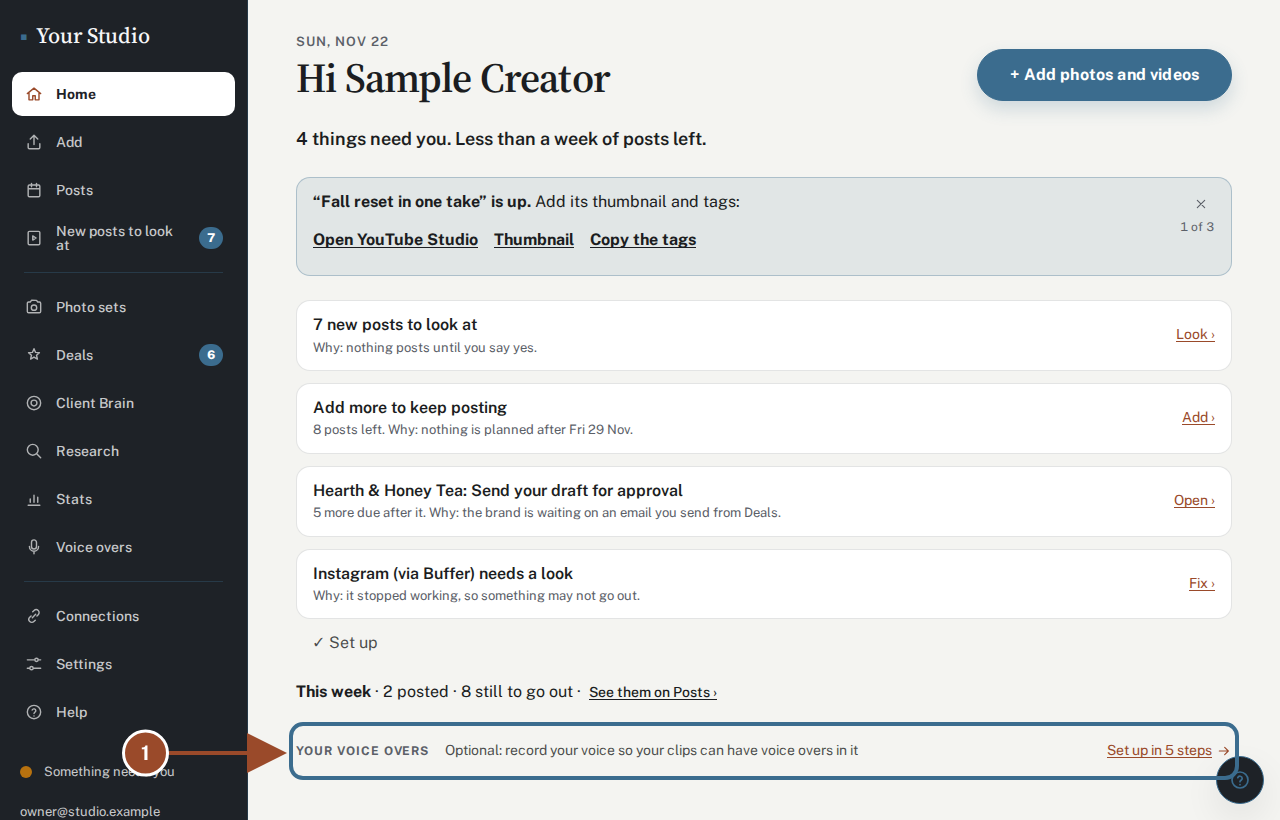 Your Studio
Home
Add
Posts
New posts to look
at
7
Photo sets
Deals
6
Client Brain
Research
Stats
Voice overs
Connections
Settings
Help
1
owner@studio.example
SUN, NOV 22
Hi Sample Creator
+ Add photos and videos
4 things need you. Less than a week of posts left.
“Fall reset in one take” is up. Add its thumbnail and tags:
1 of 3
Open YouTube Studio Thumbnail Copy the tags
7 new posts to look at
Why: nothing posts until you say yes.
Look ›
Add more to keep posting
8 posts left. Why: nothing is planned after Fri 29 Nov.
Add ›
Hearth & Honey Tea: Send your draft for approval
5 more due after it. Why: the brand is waiting on an email you send from Deals.
Open ›
Instagram (via Buffer) needs a look
Why: it stopped working, so something may not go out.
Fix ›
✓ Set up
This week · 2 posted · 8 still to go out · See them on Posts ›
YOUR VOICE OVERS Optional: record your voice so your clips can have voice overs in it Set up in 5 steps →
Something you